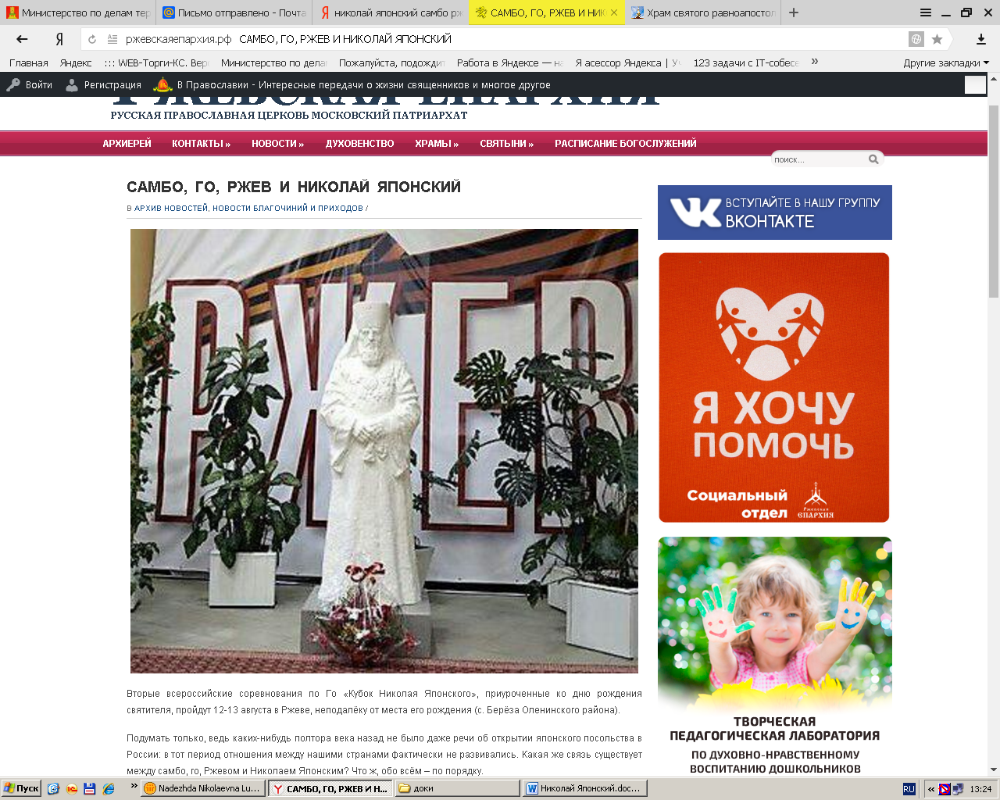 Министерство по делам тер
Письмо отправлено - Почта
николай японский самбо рж
САМБО, ГО, РЖЕВ И НИК
Храм святого равноапостол
ржевскаяепархия.рф САМБО, ГО, РЖЕВ И НИКОЛАЙ ЯПОНСКИЙ
Главная Яндекс ::: WEB-Торги-КС. Вер Министерство по дела Пожалуйста, подождит Работа в Яндексе — на Я асессор Яндекса | Уч 123 задачи с IT-собесе » Другие закладки
Войти Регистрация В Православии - Интересные передачи о жизни священников и многое другое
РЖЕВСКАЯ ЕПАРХИЯ
РУССКАЯ ПРАВОСЛАВНАЯ ЦЕРКОВЬ МОСКОВСКИЙ ПАТРИАРХАТ
АРХИЕРЕЙ КОНТАКТЫ » НОВОСТИ » ДУХОВЕНСТВО ХРАМЫ » СВЯТЫНИ » РАСПИСАНИЕ БОГОСЛУЖЕНИЙ
поиск...
САМБО, ГО, РЖЕВ И НИКОЛАЙ ЯПОНСКИЙ
В АРХИВ НОВОСТЕЙ, НОВОСТИ БЛАГОЧИНИЙ И ПРИХОДОВ /
РЖЕВ
Вторые всероссийские соревнования по Го «Кубок Николая Японского», приуроченные ко дню рождения
святителя, пройдут 12-13 августа в Ржеве, неподалёку от места его рождения (с. Берёза Оленинского района).
Подумать только, ведь каких-нибудь полтора века назад не было даже речи об открытии японского посольства в
России: в тот период отношения между нашими странами фактически не развивались. Какая же связь существует
между самбо, го, Ржевом и Николаем Японским? Что ж, обо всём – по порядку.
ВСТУПАЙТЕ В НАШУ ГРУППУ
ВКОНТАКТЕ
Я ХОЧУ
ПОМОЧЬ
Социальный
отдел
Ржевская
ЕПАРХИЯ
ТВОРЧЕСКАЯ
ПЕДАГОГИЧЕСКАЯ ЛАБОРАТОРИЯ
ПО ДУХОВНО-НРАВСТВЕННОМУ
ВОСПИТАНИЮ ДОШКОЛЬНИКОВ
Пуск » Nadezhda Nikolaevna Lu... САМБО, ГО, РЖЕВ И Н... доки Николай Японский.doc... RU « 13:24